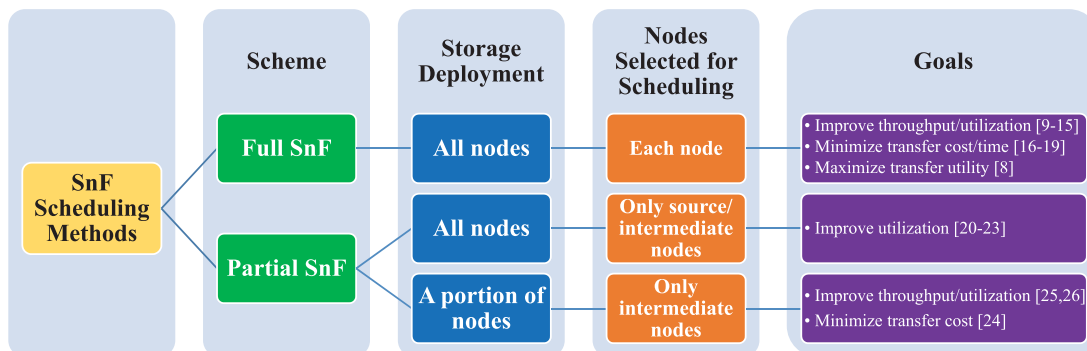 Scheme
Storage
Deployment
Nodes
Selected for
Scheduling
Goals
SnF
Scheduling
Methods
Full SnF
All nodes
Each node
• Improve throughput/utilization [9-15]
• Minimize transfer cost/time [16-19]
• Maximize transfer utility [8]
Partial SnF
All nodes
Only source/
intermediate
nodes
• Improve utilization [20-23]
A portion of
nodes
Only
intermediate
nodes
• Improve throughput/utilization [25,26]
• Minimize transfer cost [24]